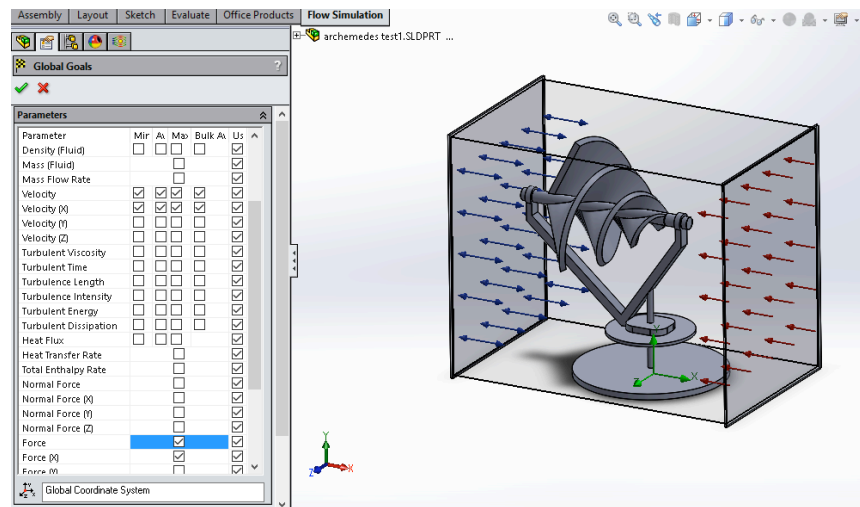 Assembly Layout Sketch Evaluate Office Products Flow Simulation
archemedes test1.SLDPRT ...
Global Goals ?
Parameters
Parameter Mir Av Max Bulk Av Us
Density (Fluid)
Mass (Fluid)
Mass Flow Rate
Velocity
Velocity (X)
Velocity (Y)
Velocity (Z)
Turbulent Viscosity
Turbulent Time
Turbulence Length
Turbulence Intensity
Turbulent Energy
Turbulent Dissipation
Heat Flux
Heat Transfer Rate
Total Enthalpy Rate
Normal Force
Normal Force (X)
Normal Force (Y)
Normal Force (Z)
Force
Force (X)
Force (Y)
Global Coordinate System
Y
Z X
Y
Z X